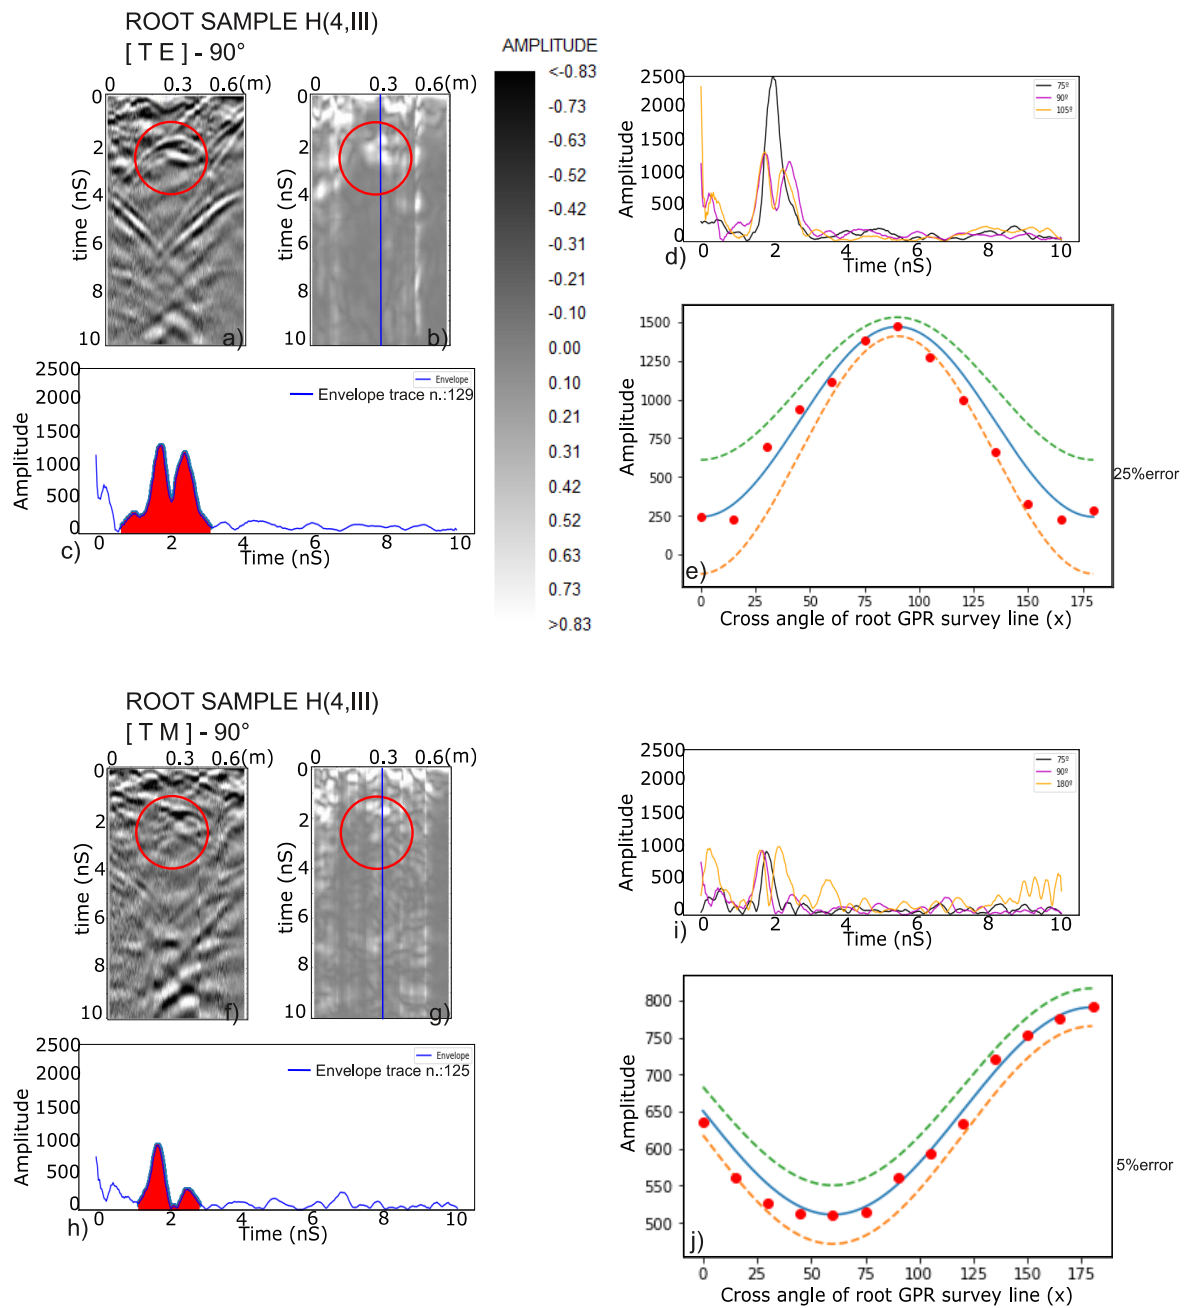 ROOT SAMPLE H(4,III)
[ T E ] - 90°
0 0.3 0.6(m)
0
2
4
6
8
10
time (nS)
a)
0 0.3 0.6(m)
0
2
4
6
8
10
time (nS)
b)
AMPLITUDE
<-0.83
-0.73
-0.63
-0.52
-0.42
-0.31
-0.21
-0.10
0.00
0.10
0.21
0.31
0.42
0.52
0.63
0.73
>0.83
2500
2000
1500
1000
500
0
Amplitude
Envelope
Envelope trace n.:129
0 2 4 6 8 10
Time (nS)
c)
2500
2000
1500
1000
500
0
Amplitude
75º
90º
105º
0 2 4 6 8 10
Time (nS)
d)
1500
1250
1000
750
500
250
0
Amplitude
25%error
e)
0 25 50 75 100 125 150 175
Cross angle of root GPR survey line (x)
ROOT SAMPLE H(4,III)
[ T M ] - 90°
0 0.3 0.6(m)
0
2
4
6
8
10
time (nS)
f)
0 0.3 0.6(m)
0
2
4
6
8
10
time (nS)
g)
2500
2000
1500
1000
500
0
Amplitude
Envelope
Envelope trace n.:125
0 2 4 6 8 10
Time (nS)
h)
2500
2000
1500
1000
500
0
Amplitude
75º
90º
180º
0 2 4 6 8 10
Time (nS)
i)
800
750
700
650
600
550
500
Amplitude
5%error
j)
0 25 50 75 100 125 150 175
Cross angle of root GPR survey line (x)